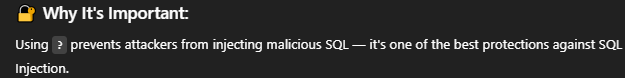 🔐 Why It's Important:
Using ? prevents attackers from injecting malicious SQL — it's one of the best protections against SQL
Injection.